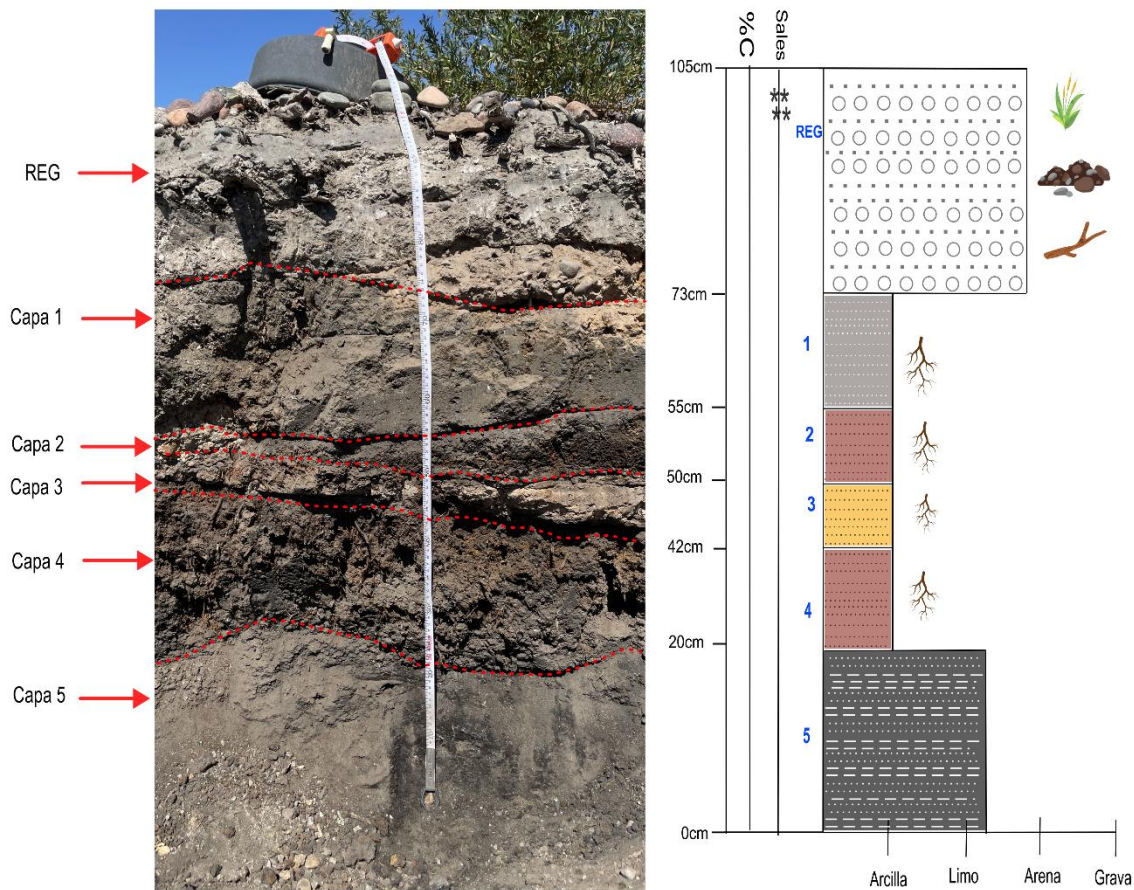 REG
Capa 1
Capa 2
Capa 3
Capa 4
Capa 5
%C
Sales
105cm
**
**
REG
73cm
1
55cm
2
50cm
3
42cm
4
20cm
5
0cm
Arcilla
Limo
Arena
Grava